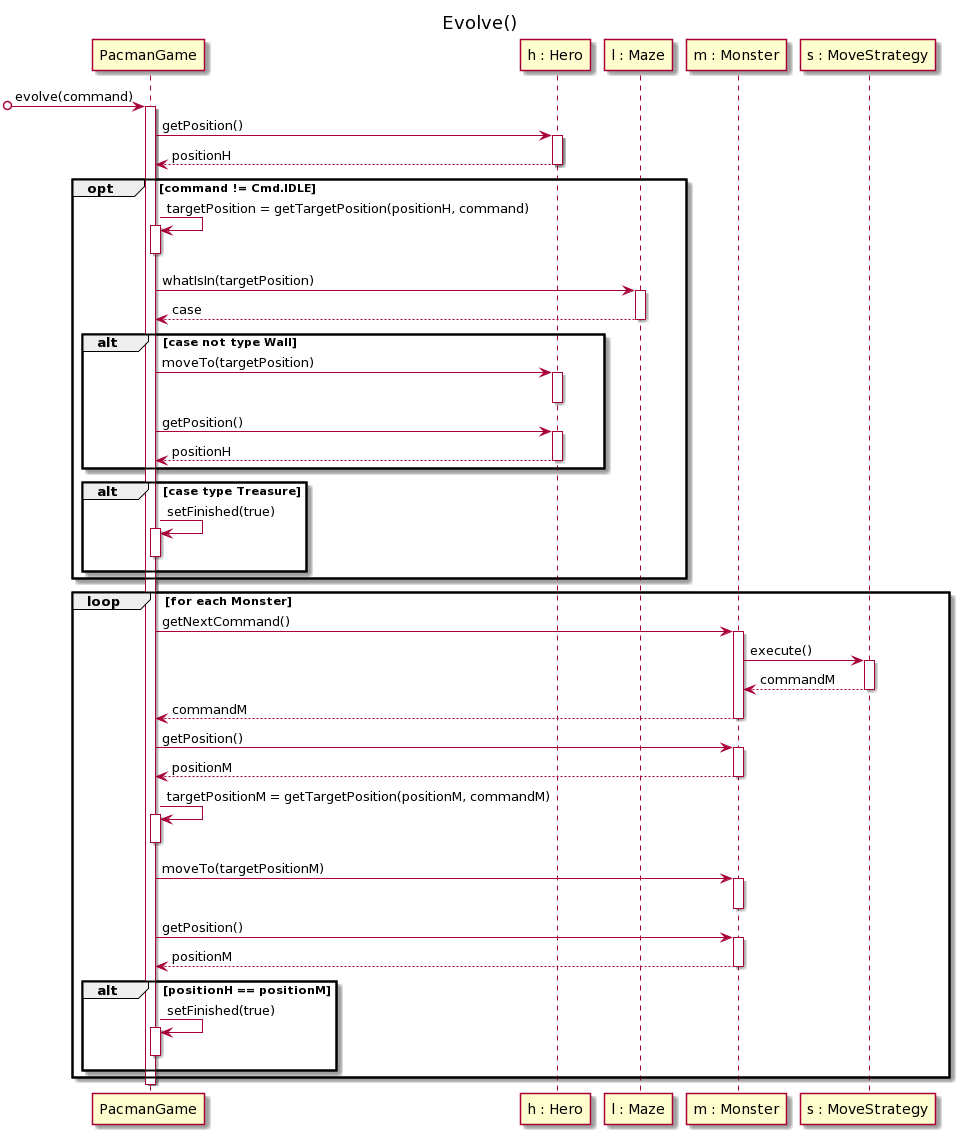 Evolve()
PacmanGame
h : Hero
l : Maze
m : Monster
s : MoveStrategy
evolve(command)
getPosition()
positionH
opt
[command != Cmd.IDLE]
targetPosition = getTargetPosition(positionH, command)
whatIsIn(targetPosition)
case
alt
[case not type Wall]
moveTo(targetPosition)
getPosition()
positionH
alt
[case type Treasure]
setFinished(true)
loop
[for each Monster]
getNextCommand()
execute()
commandM
commandM
getPosition()
positionM
targetPositionM = getTargetPosition(positionM, commandM)
moveTo(targetPositionM)
getPosition()
positionM
alt
[positionH == positionM]
setFinished(true)
PacmanGame
h : Hero
l : Maze
m : Monster
s : MoveStrategy